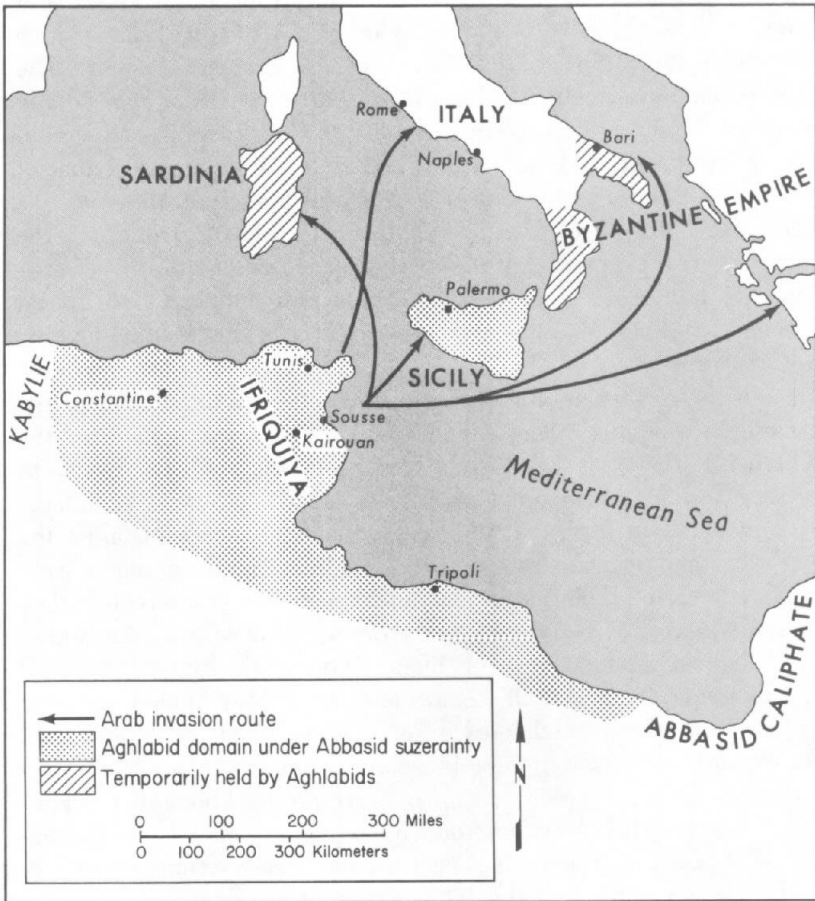 Rome
ITALY
Bari
Naples
SARDINIA
BYZANTINE EMPIRE
Palermo
Tunis
SICILY
KABYLIE
Constantine
IFRIQUIYA
Sousse
Kairouan
Mediterranean Sea
Tripoli
ABBASID CALIPHATE
Arab invasion route
Aghlabid domain under Abbasid suzerainty
Temporarily held by Aghlabids
0 100 200 300 Miles
0 100 200 300 Kilometers
N